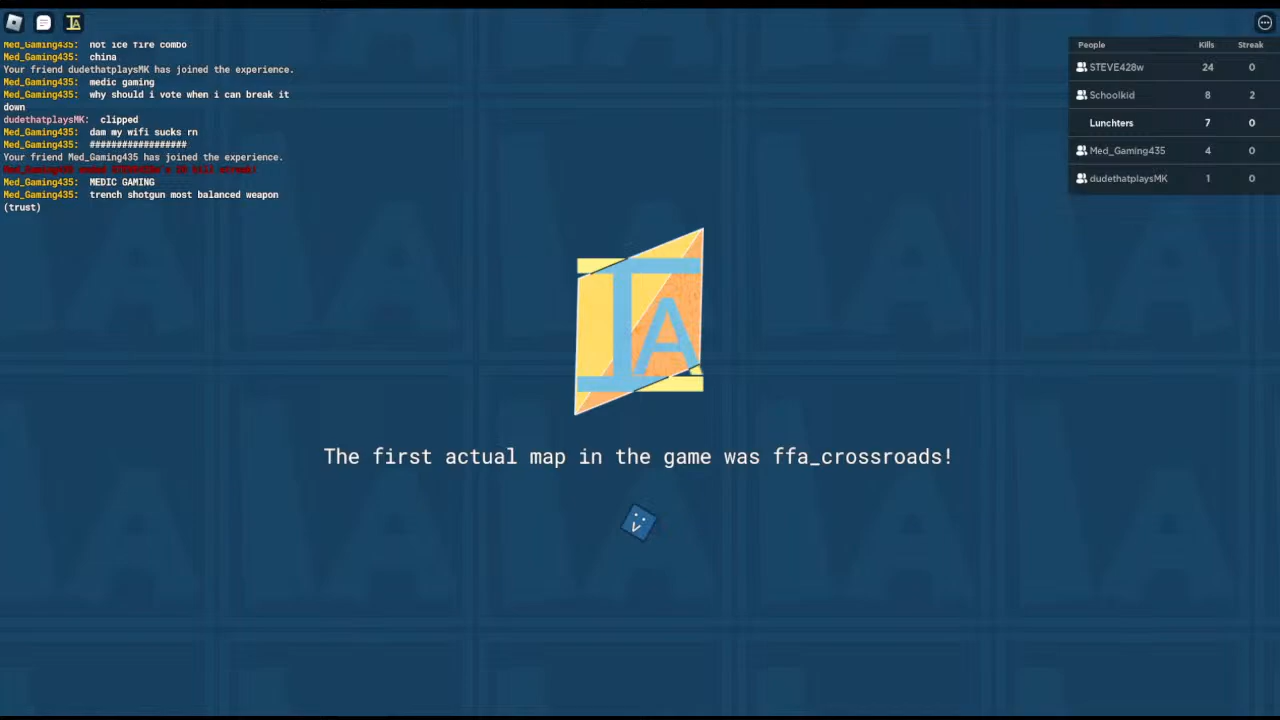 Med_Gaming435: not ice fire combo
Med_Gaming435: china
Your friend dudethatplaysMK has joined the experience.
Med_Gaming435: medic gaming
Med_Gaming435: why should i vote when i can break it
down
dudethatplaysMK: clipped
Med_Gaming435: dam my wifi sucks rn
Med_Gaming435: #################
Your friend Med_Gaming435 has joined the experience.
Med_Gaming435: MEDIC GAMING
Med_Gaming435: trench shotgun most balanced weapon
(trust)
People Kills Streak
STEVE428w 24 0
Schoolkid 8 2
Lunchters 7 0
Med_Gaming435 4 0
dudethatplaysMK 1 0
IA
The first actual map in the game was ffa_crossroads!